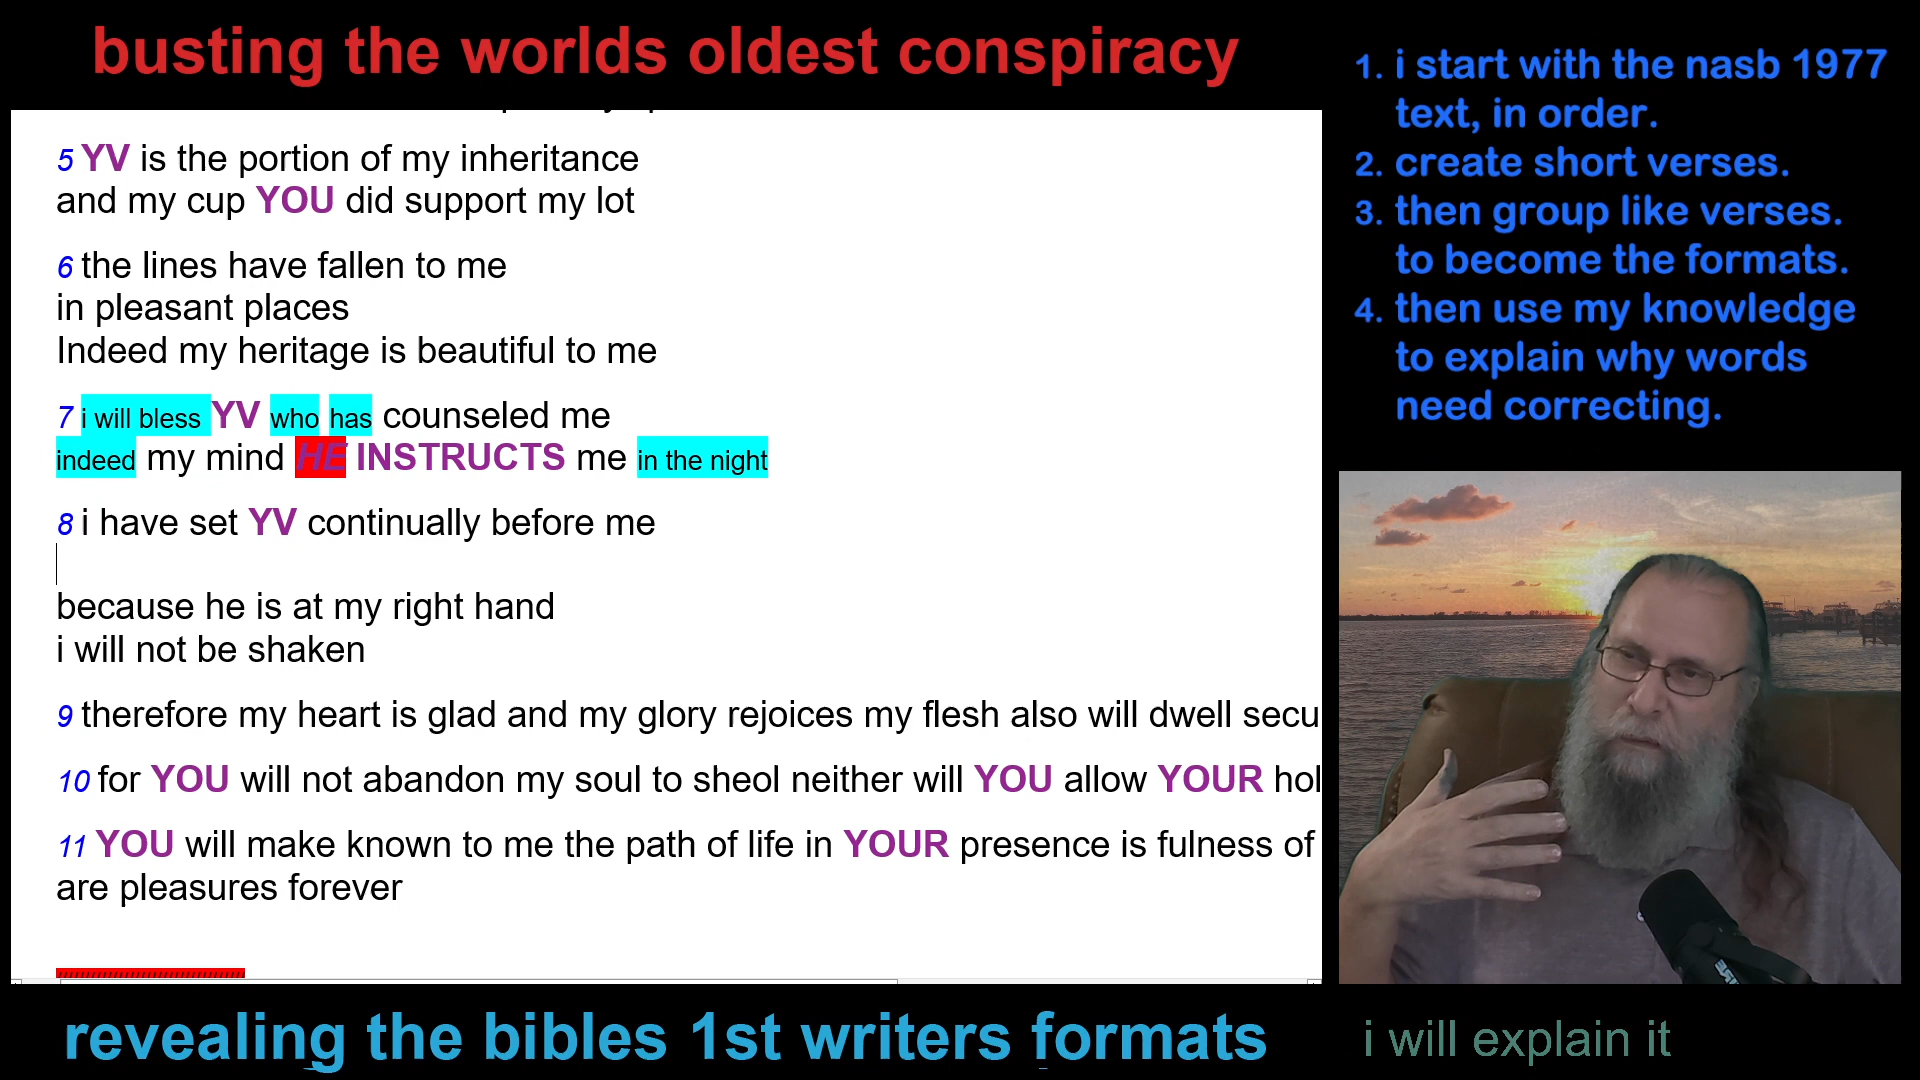 busting the worlds oldest conspiracy
5 YV is the portion of my inheritance
and my cup YOU did support my lot
6 the lines have fallen to me
in pleasant places
Indeed my heritage is beautiful to me
7 i will bless YV who has counseled me
indeed my mind HE INSTRUCTS me in the night
8 i have set YV continually before me
because he is at my right hand
i will not be shaken
9 therefore my heart is glad and my glory rejoices my flesh also will dwell secu
10 for YOU will not abandon my soul to sheol neither will YOU allow YOUR hol
11 YOU will make known to me the path of life in YOUR presence is fulness of
are pleasures forever
1. i start with the nasb 1977
text, in order.
2. create short verses.
3. then group like verses.
to become the formats.
4. then use my knowledge
to explain why words
need correcting.
revealing the bibles 1st writers formats
i will explain it